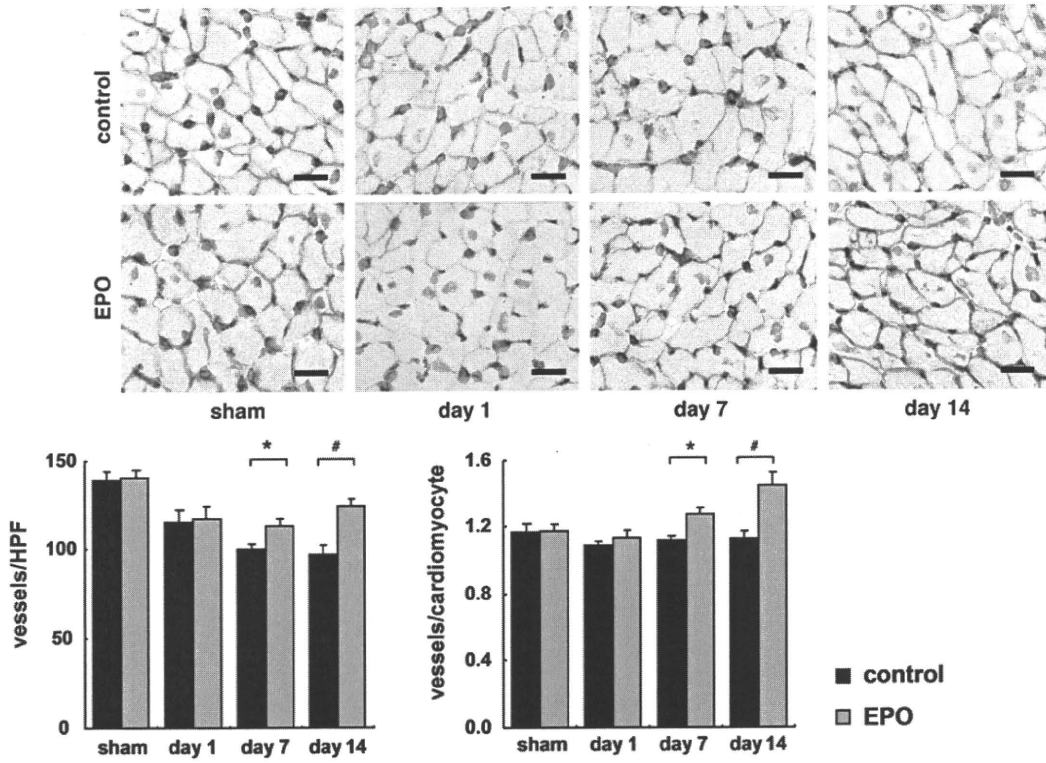 control
EPO
sham day 1 day 7 day 14
vessels/HPF
150
100
50
0
* #
sham day 1 day 7 day 14
vessels/cardiomyocyte
1.6
1.2
0.8
0.4
0.0
* #
sham day 1 day 7 day 14
control
EPO